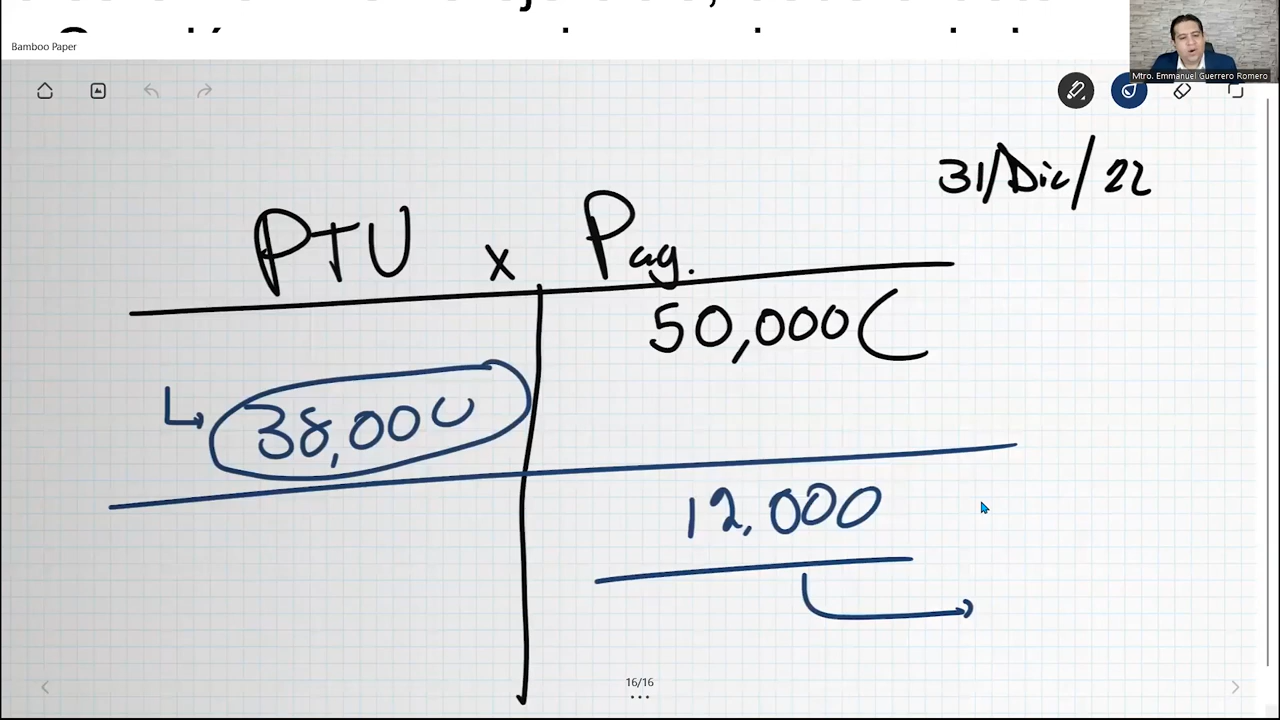 Bamboo Paper
Mtro. Emmanuel Guerrero Romero
31/Dic/22
PTU x Pag.
50,000
38,000
12,000
16/16